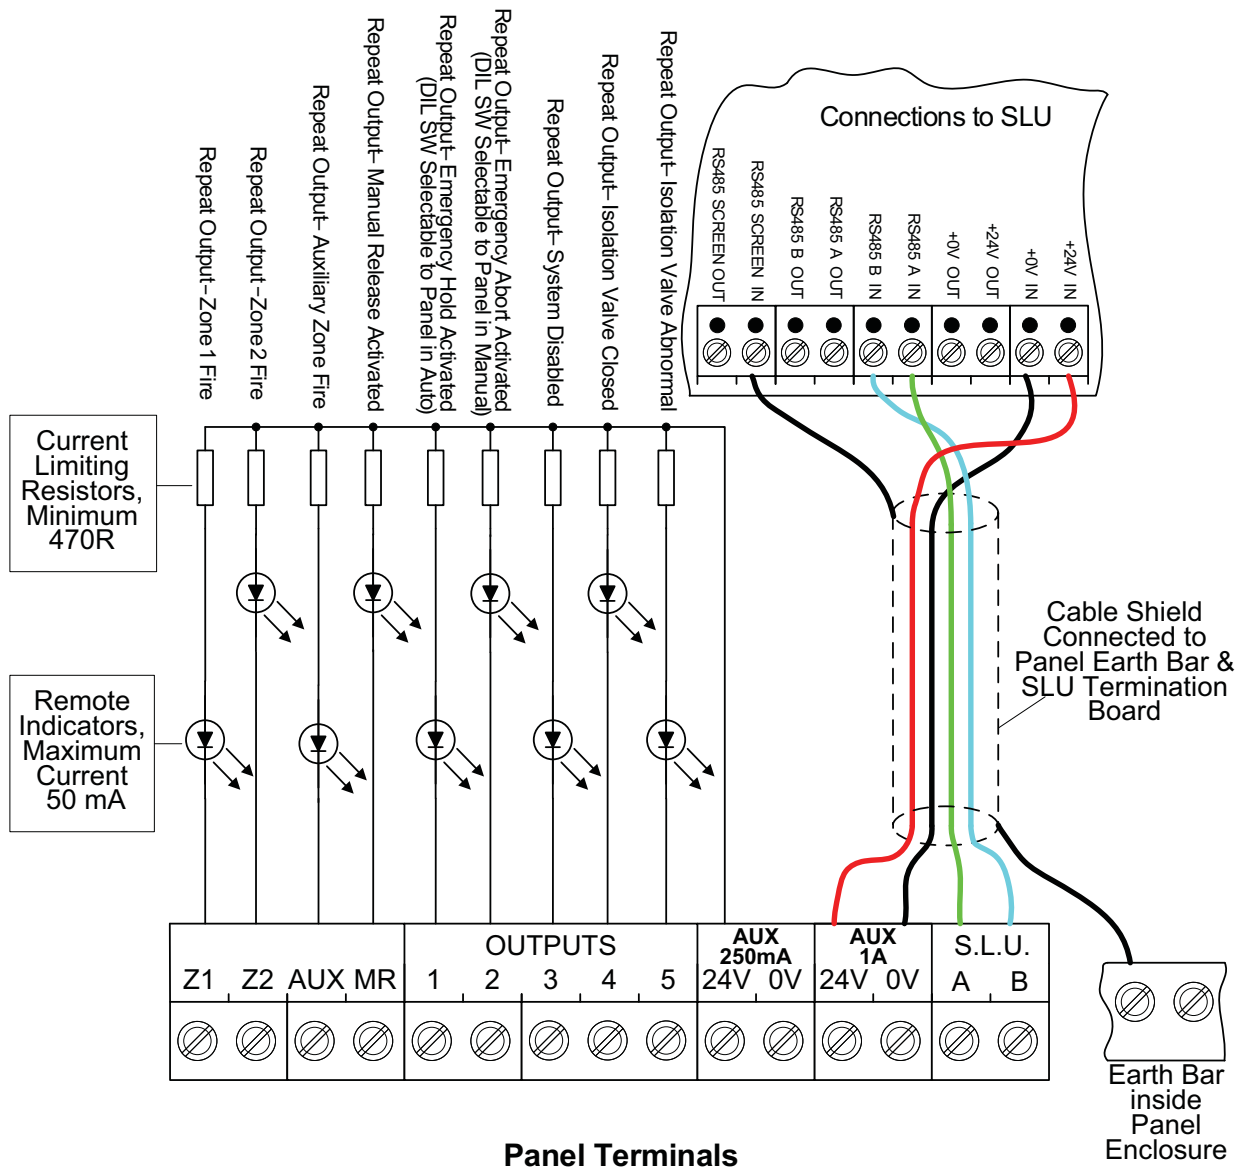 Repeat Output – Zone 1 Fire
Repeat Output – Zone2 Fire
Repeat Output– Auxiliary Zone Fire
Repeat Output– Manual Release Activated
Repeat Output– Emergency Hold Activated
(DIL SW Selectable to Panel in Auto)
Repeat Output– Emergency Abort Activated
(DIL SW Selectable to Panel in Manual)
Repeat Output– System Disabled
Repeat Output– Isolation Valve Closed
Repeat Output– Isolation Valve Abnormal
Connections to SLU
RS485 SCREEN OUT
RS485 SCREEN IN
RS485 B OUT
RS485 A OUT
RS485 B IN
RS485 A IN
+0V OUT
+24V OUT
+0V IN
+24V IN
Current
Limiting
Resistors,
Minimum
470R
Remote
Indicators,
Maximum
Current
50 mA
Cable Shield
Connected to
Panel Earth Bar &
SLU Termination
Board
OUTPUTS
AUX
250mA
AUX
1A
S.L.U.
Z1 Z2 AUX MR 1 2 3 4 5 24V 0V 24V 0V A B
Earth Bar
inside
Panel
Enclosure
Panel Terminals